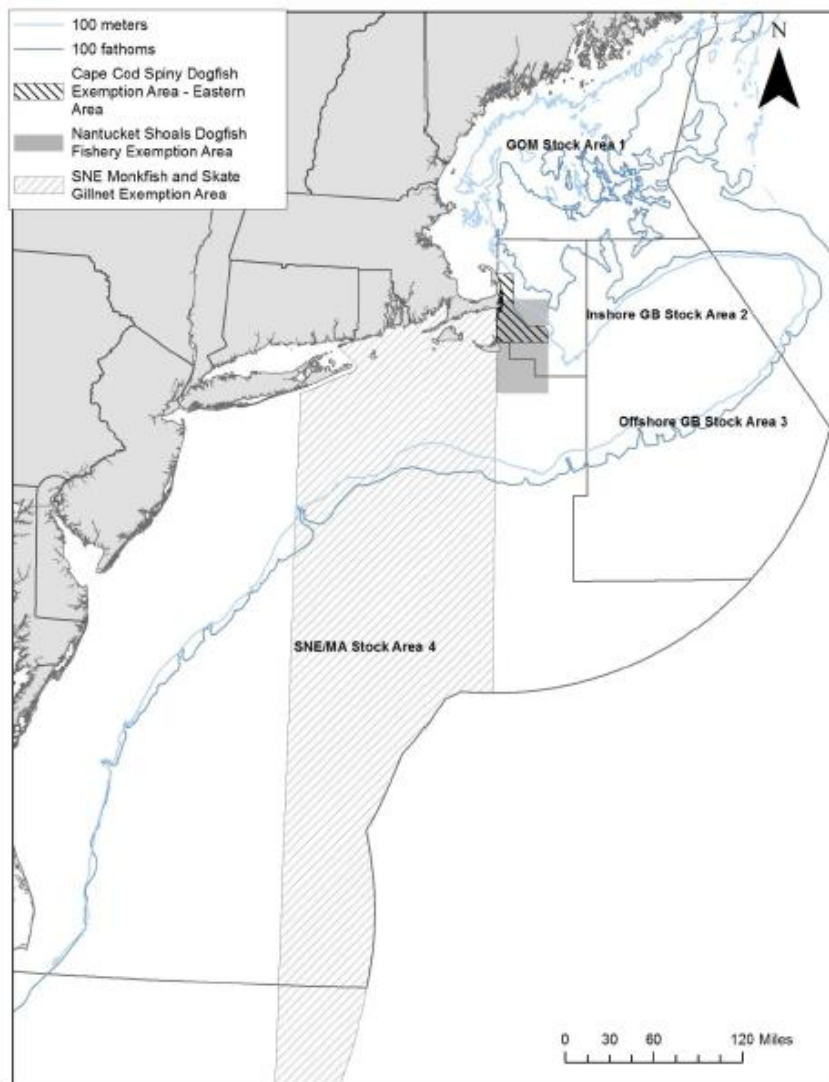 100 meters
100 fathoms
Cape Cod Spiny Dogfish
Exemption Area - Eastern
Area
Nantucket Shoals Dogfish
Fishery Exemption Area
SNE Monkfish and Skate
Gillnet Exemption Area
N
GOM Stock Area 1
Inshore GB Stock Area 2
Offshore GB Stock Area 3
SNE/MA Stock Area 4
0 30 60 120 Miles